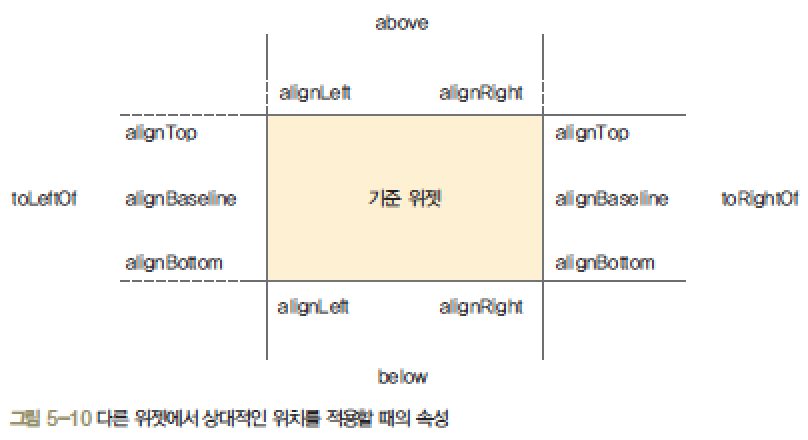 above
alignLeft alignRight
alignTop alignTop
toLeftOf alignBaseline 기준 위젯 alignBaseline toRightOf
alignBottom alignBottom
alignLeft alignRight
below
그림 5-10 다른 위젯에서 상대적인 위치를 적용할 때의 속성